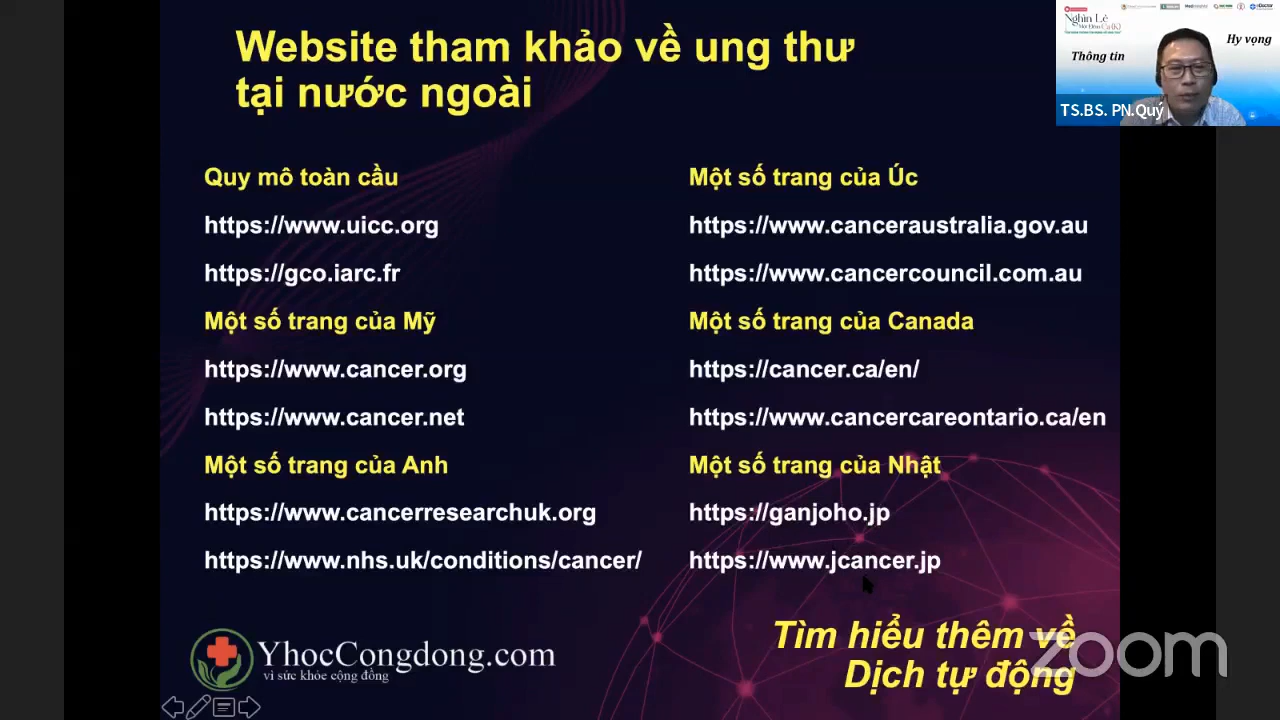 Website tham khảo về ung thư
tại nước ngoài
Quy mô toàn cầu
https://www.uicc.org
https://gco.iarc.fr
Một số trang của Mỹ
https://www.cancer.org
https://www.cancer.net
Một số trang của Anh
https://www.cancerresearchuk.org
https://www.nhs.uk/conditions/cancer/
Một số trang của Úc
https://www.canceraustralia.gov.au
https://www.cancercouncil.com.au
Một số trang của Canada
https://cancer.ca/en/
https://www.cancercareontario.ca/en
Một số trang của Nhật
https://ganjoho.jp
https://www.jcancer.jp
YhocCongdong.com
vì sức khỏe cộng đồng
Tìm hiểu thêm về
Dịch tự động
zoom
Nghìn Lẻ
Thông tin
Hy vọng
TS.BS. PN.Quý